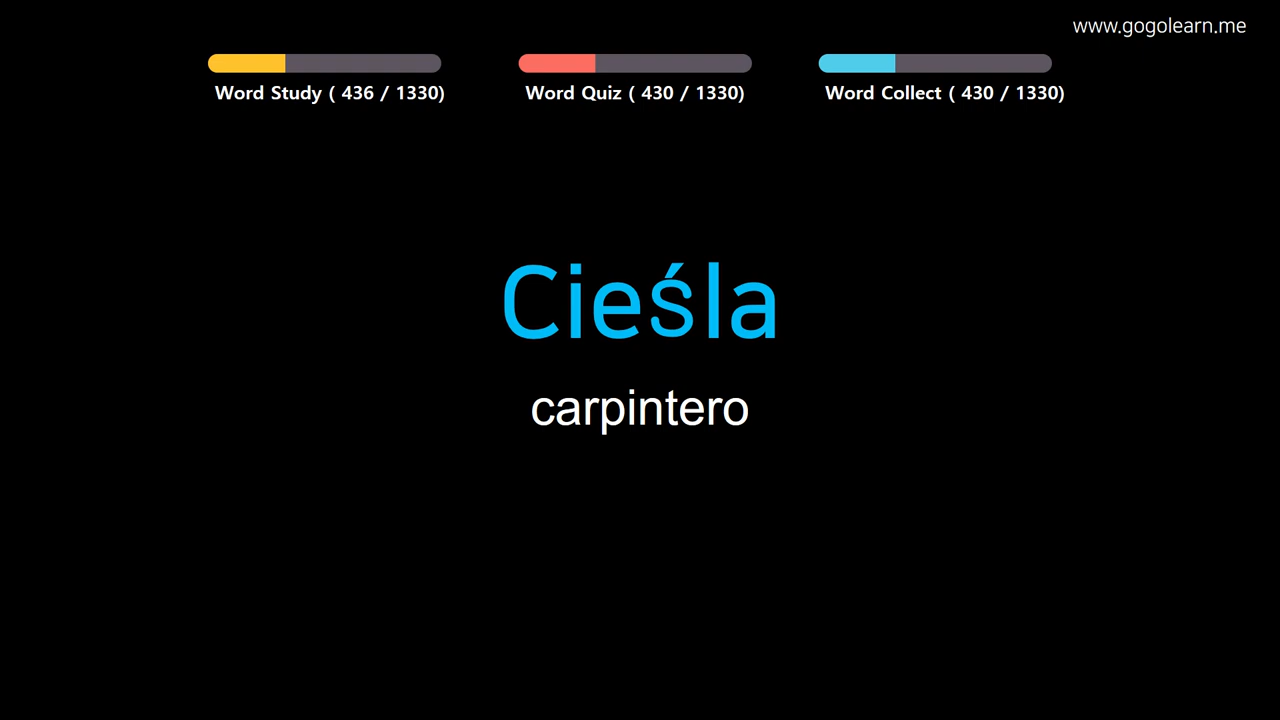 www.gogolearn.me
Word Study ( 436 / 1330)
Word Quiz ( 430 / 1330)
Word Collect ( 430 / 1330)
Cieśla
carpintero